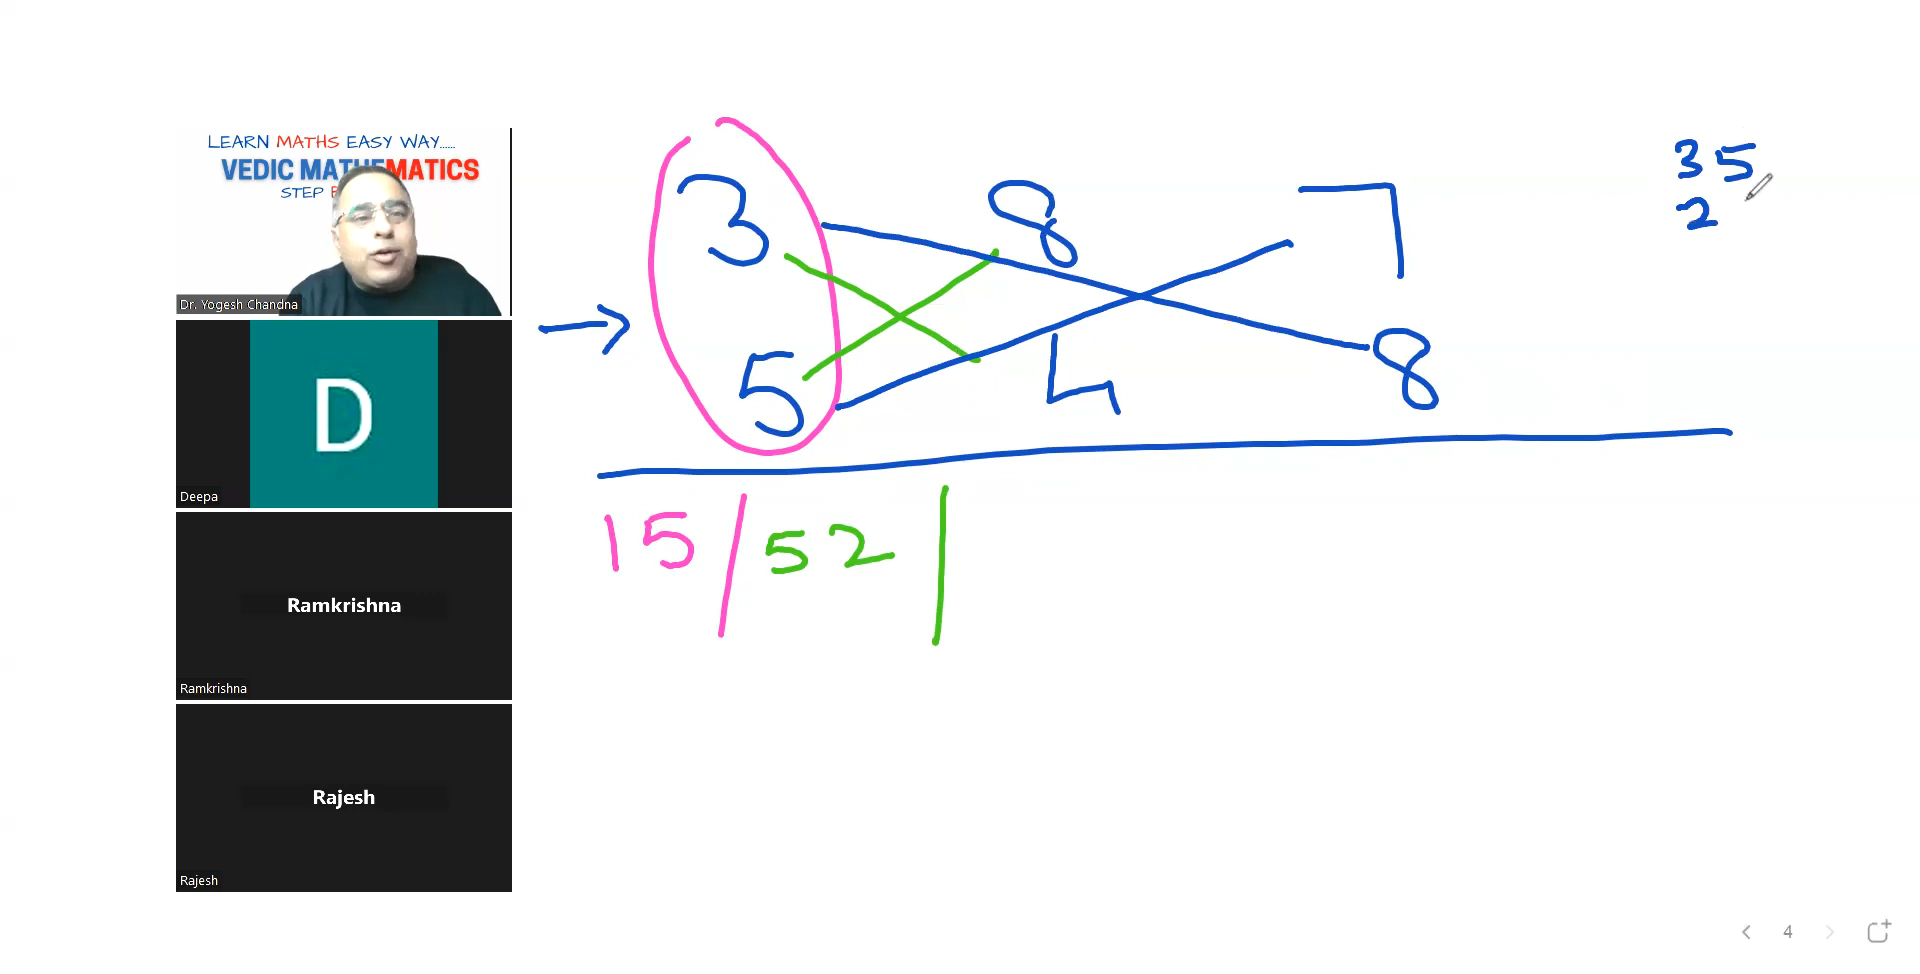 LEARN MATHS EASY WAY......
VEDIC MATHEMATICS
STEP
Dr. Yogesh Chandna
D
Deepa
Ramkrishna
Ramkrishna
Rajesh
Rajesh
3 8 7
5 4 8
15/52|
35
2
4